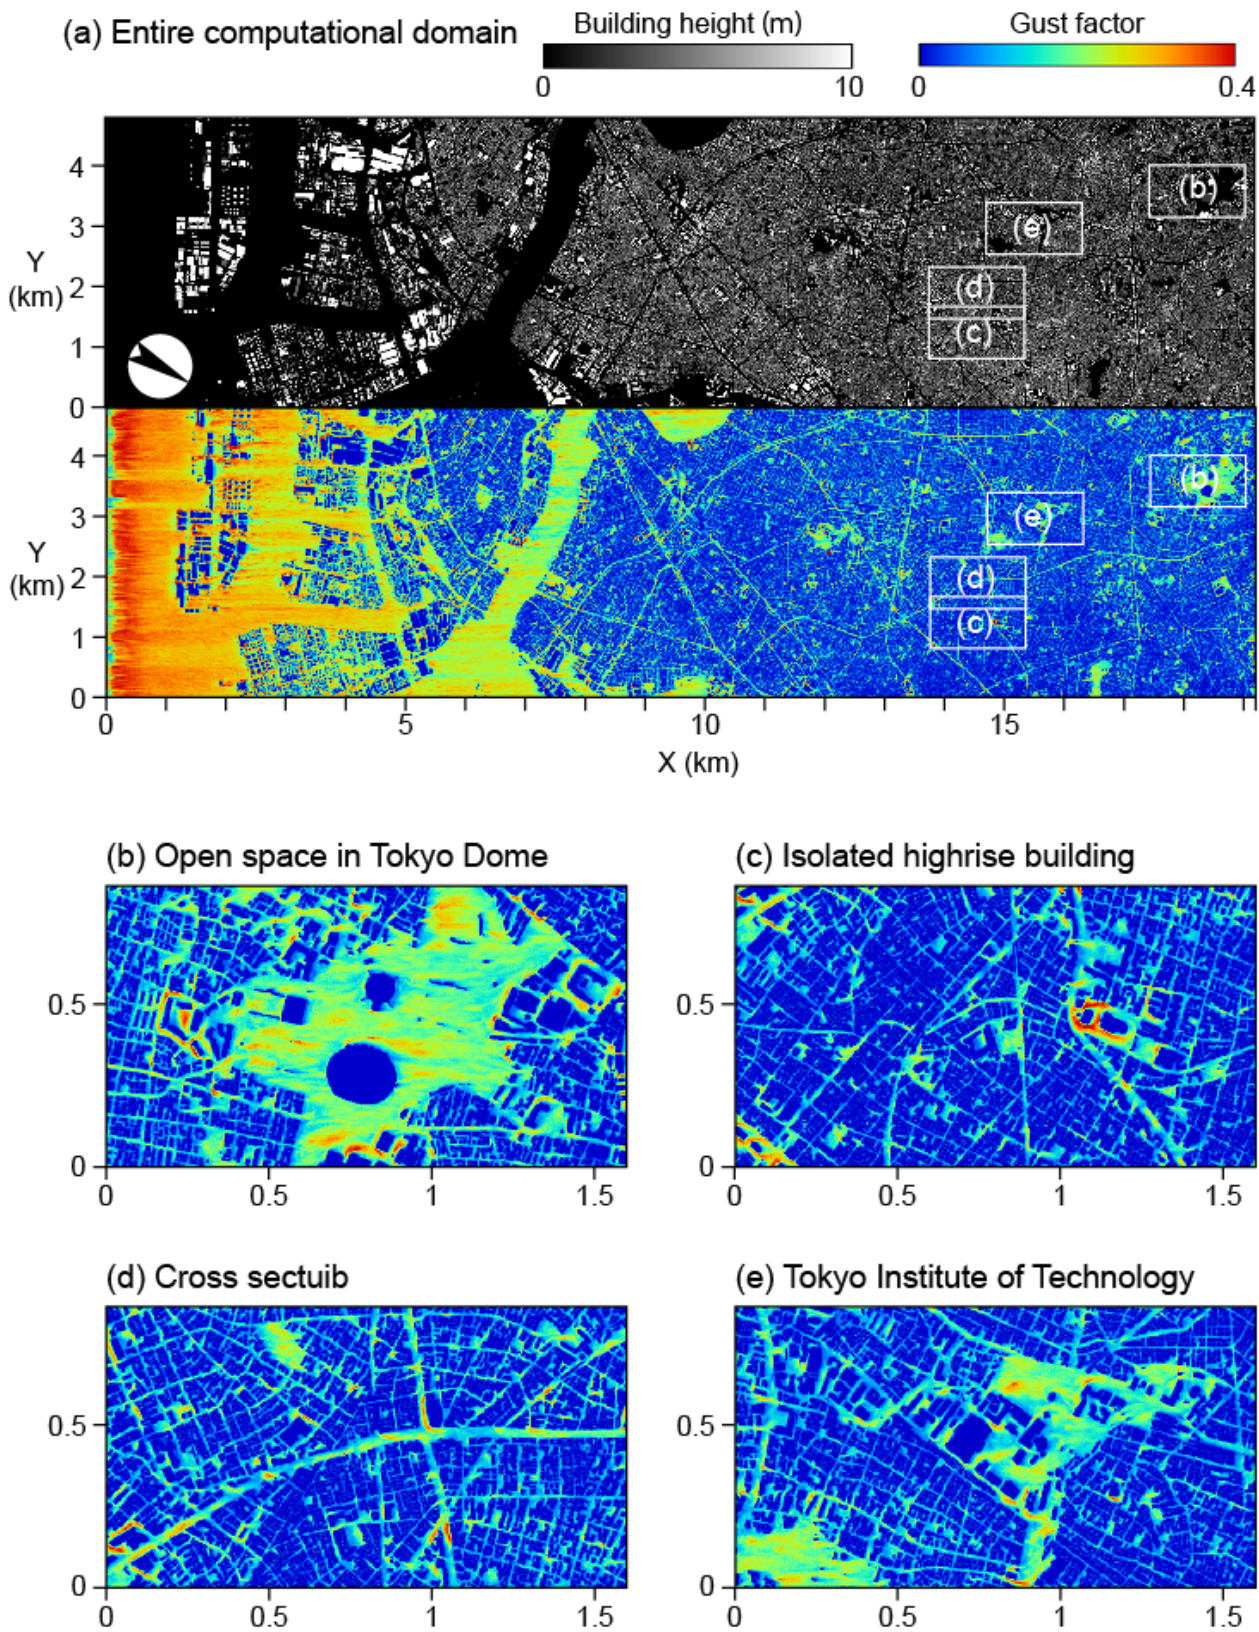 (a) Entire computational domain
Building height (m)
0 10
Gust factor
0 0.4
4
3
2
1
0
Y
(km)
(b)
(e)
(d)
(c)
4
3
2
1
0
Y
(km)
(b)
(e)
(d)
(c)
0 5 10 15
X (km)
(b) Open space in Tokyo Dome
0.5
0
0 0.5 1 1.5
(c) Isolated highrise building
0.5
0
0 0.5 1 1.5
(d) Cross sectuib
0.5
0
0 0.5 1 1.5
(e) Tokyo Institute of Technology
0.5
0
0 0.5 1 1.5